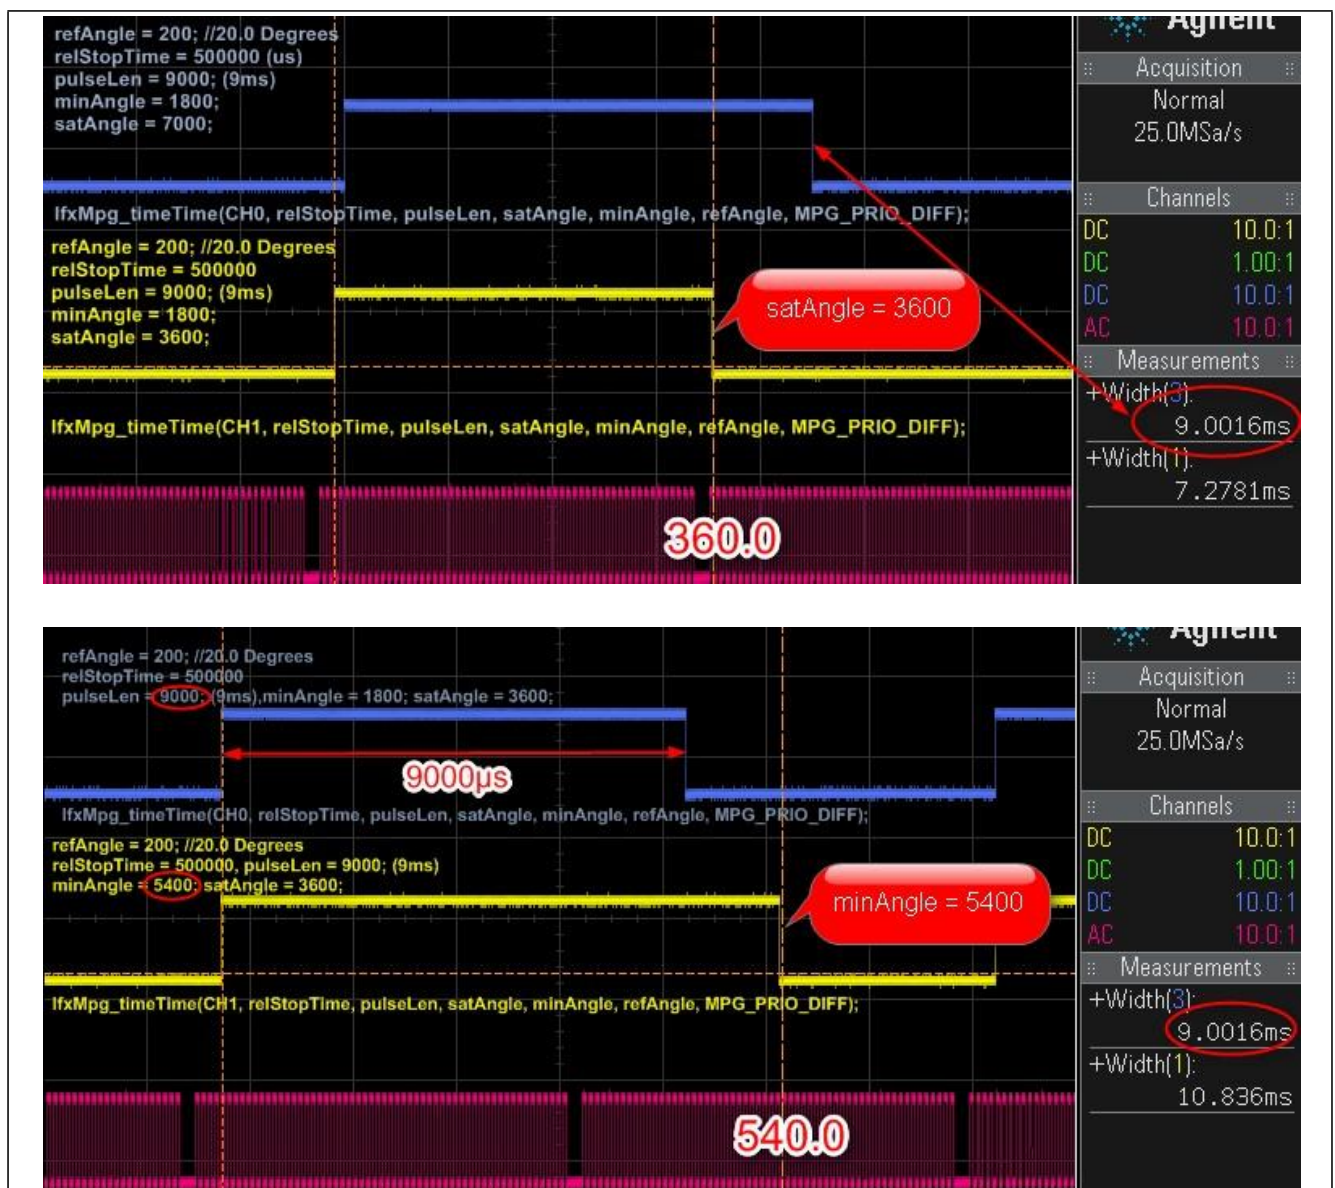 refAngle = 200; //20.0 Degrees
relStopTime = 500000 (us)
pulseLen = 9000; (9ms)
minAngle = 1800;
satAngle = 7000;
IfxMpg_timeTime(CH0, relStopTime, pulseLen, satAngle, minAngle, refAngle, MPG_PRIO_DIFF);
refAngle = 200; //20.0 Degrees
relStopTime = 500000
pulseLen = 9000; (9ms)
minAngle = 1800;
satAngle = 3600;
satAngle = 3600
IfxMpg_timeTime(CH1, relStopTime, pulseLen, satAngle, minAngle, refAngle, MPG_PRIO_DIFF);
360.0
Agilent
Acquisition
Normal
25.0MSa/s
Channels
DC 10.0:1
DC 1.00:1
DC 10.0:1
AC 10.0:1
Measurements
+Width(3):
9.0016ms
+Width(1):
7.2781ms
refAngle = 200; //20.0 Degrees
relStopTime = 500000
pulseLen = 9000; (9ms),minAngle = 1800; satAngle = 3600;
9000µs
IfxMpg_timeTime(CH0, relStopTime, pulseLen, satAngle, minAngle, refAngle, MPG_PRIO_DIFF);
refAngle = 200; //20.0 Degrees
relStopTime = 500000, pulseLen = 9000; (9ms)
minAngle = 5400; satAngle = 3600;
minAngle = 5400
IfxMpg_timeTime(CH1, relStopTime, pulseLen, satAngle, minAngle, refAngle, MPG_PRIO_DIFF);
540.0
Agilent
Acquisition
Normal
25.0MSa/s
Channels
DC 10.0:1
DC 1.00:1
DC 10.0:1
AC 10.0:1
Measurements
+Width(3):
9.0016ms
+Width(1):
10.836ms